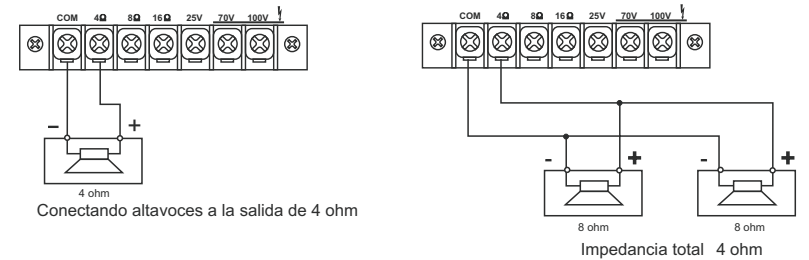 COM 4Ω 8Ω 16Ω 25V 70V 100V
− +
4 ohm
Conectando altavoces a la salida de 4 ohm
COM 4Ω 8Ω 16Ω 25V 70V 100V
- + - +
8 ohm 8 ohm
Impedancia total 4 ohm